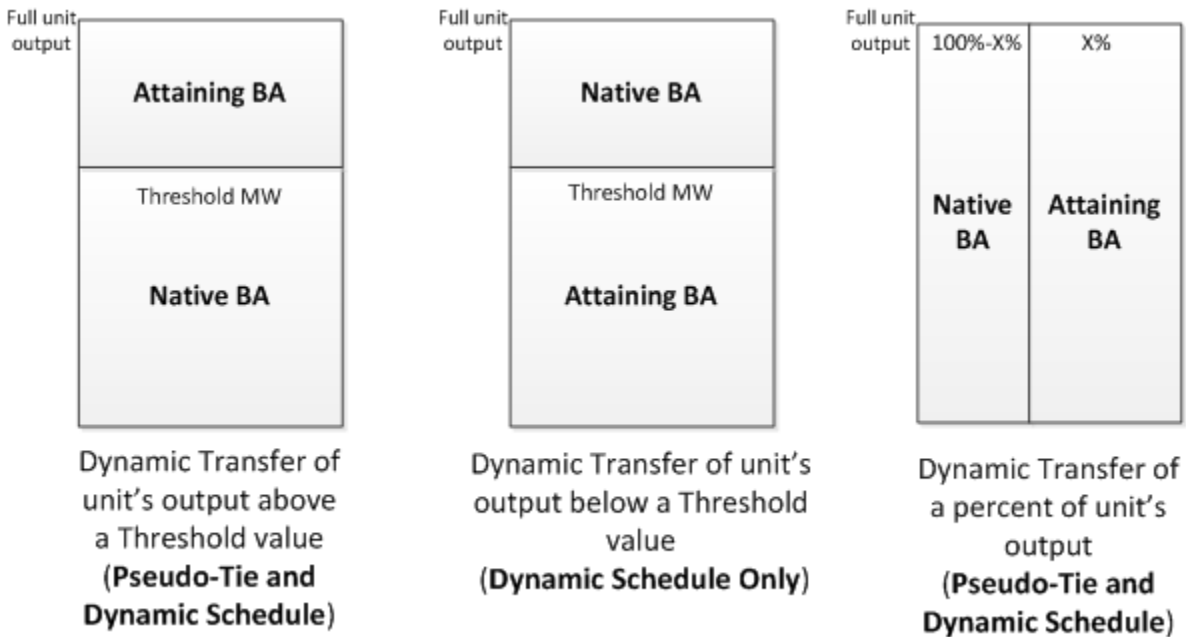 Full unit
output
Attaining BA
Threshold MW
Native BA
Dynamic Transfer of
unit's output above
a Threshold value
(Pseudo-Tie and
Dynamic Schedule)
Full unit
output
Native BA
Threshold MW
Attaining BA
Dynamic Transfer of unit's
output below a Threshold
value
(Dynamic Schedule Only)
Full unit
output
100%-X%
X%
Native
BA
Attaining
BA
Dynamic Transfer of
a percent of unit's
output
(Pseudo-Tie and
Dynamic Schedule)